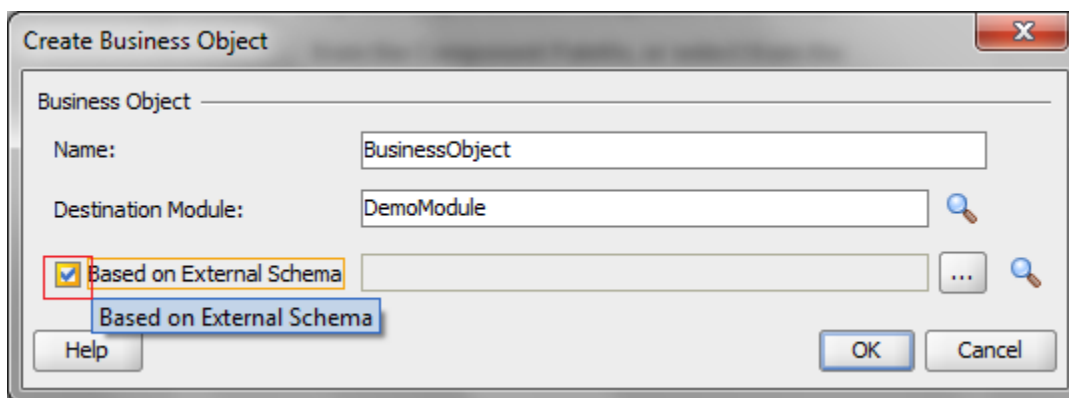 Create Business Object
Business Object
Name: BusinessObject
Destination Module: DemoModule
Based on External Schema ...
Based on External Schema
Help OK Cancel